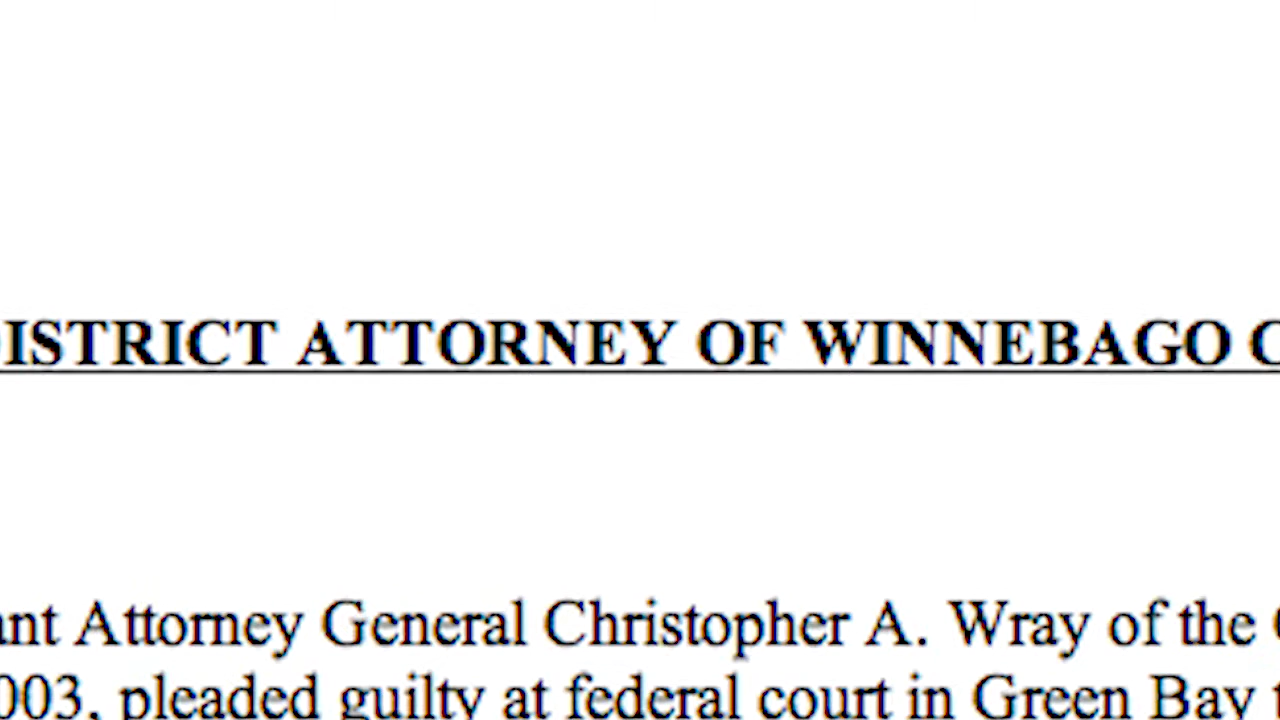 DISTRICT ATTORNEY OF WINNEBAGO C
ant Attorney General Christopher A. Wray of the
003, pleaded guilty at federal court in Green Bay